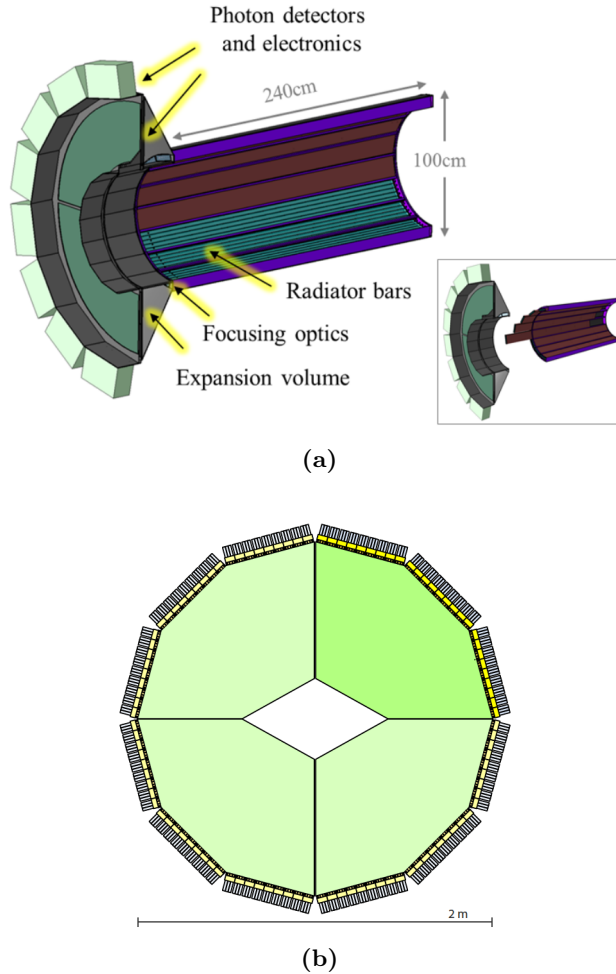 Photon detectors
and electronics
240cm
100cm
Radiator bars
Focusing optics
Expansion volume
(a)
2 m
(b)